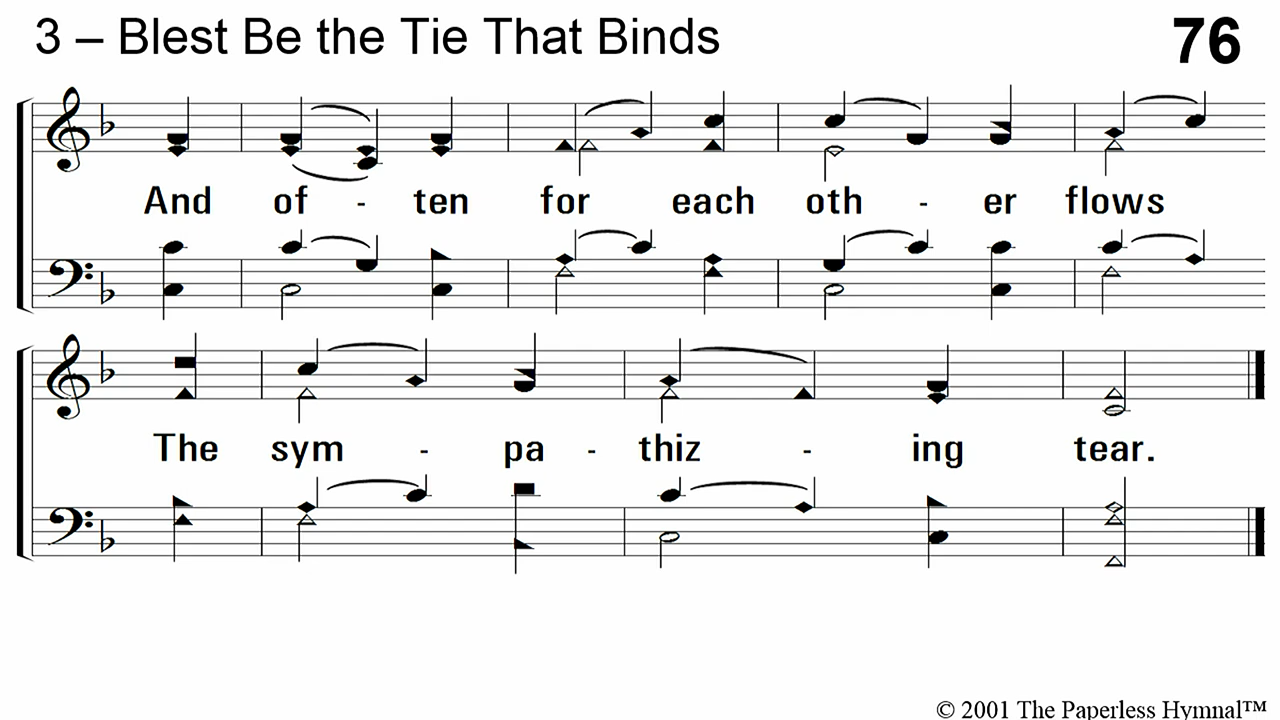 3 – Blest Be the Tie That Binds 76
And of - ten for each oth - er flows
The sym - pa - thiz - ing tear.
© 2001 The Paperless Hymnal™